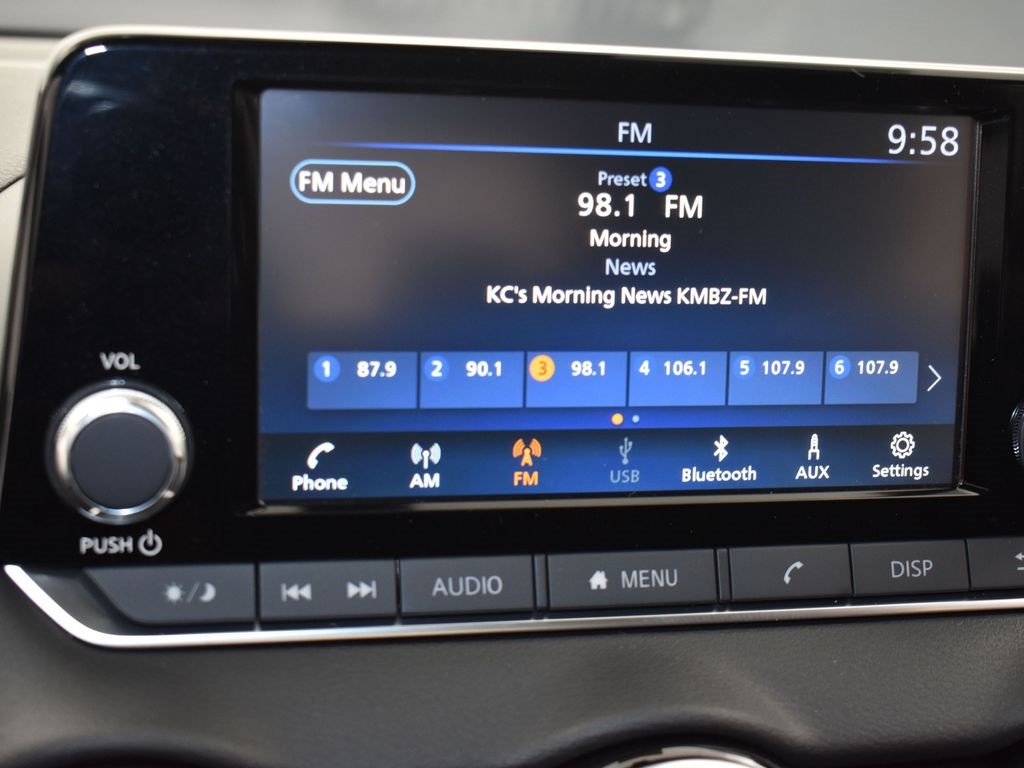 FM
9:58
FM Menu
Preset 3
98.1 FM
Morning
News
KC's Morning News KMBZ-FM
1 87.9 2 90.1 3 98.1 4 106.1 5 107.9 6 107.9
Phone AM FM USB Bluetooth AUX Settings
VOL
PUSH
AUDIO MENU DISP